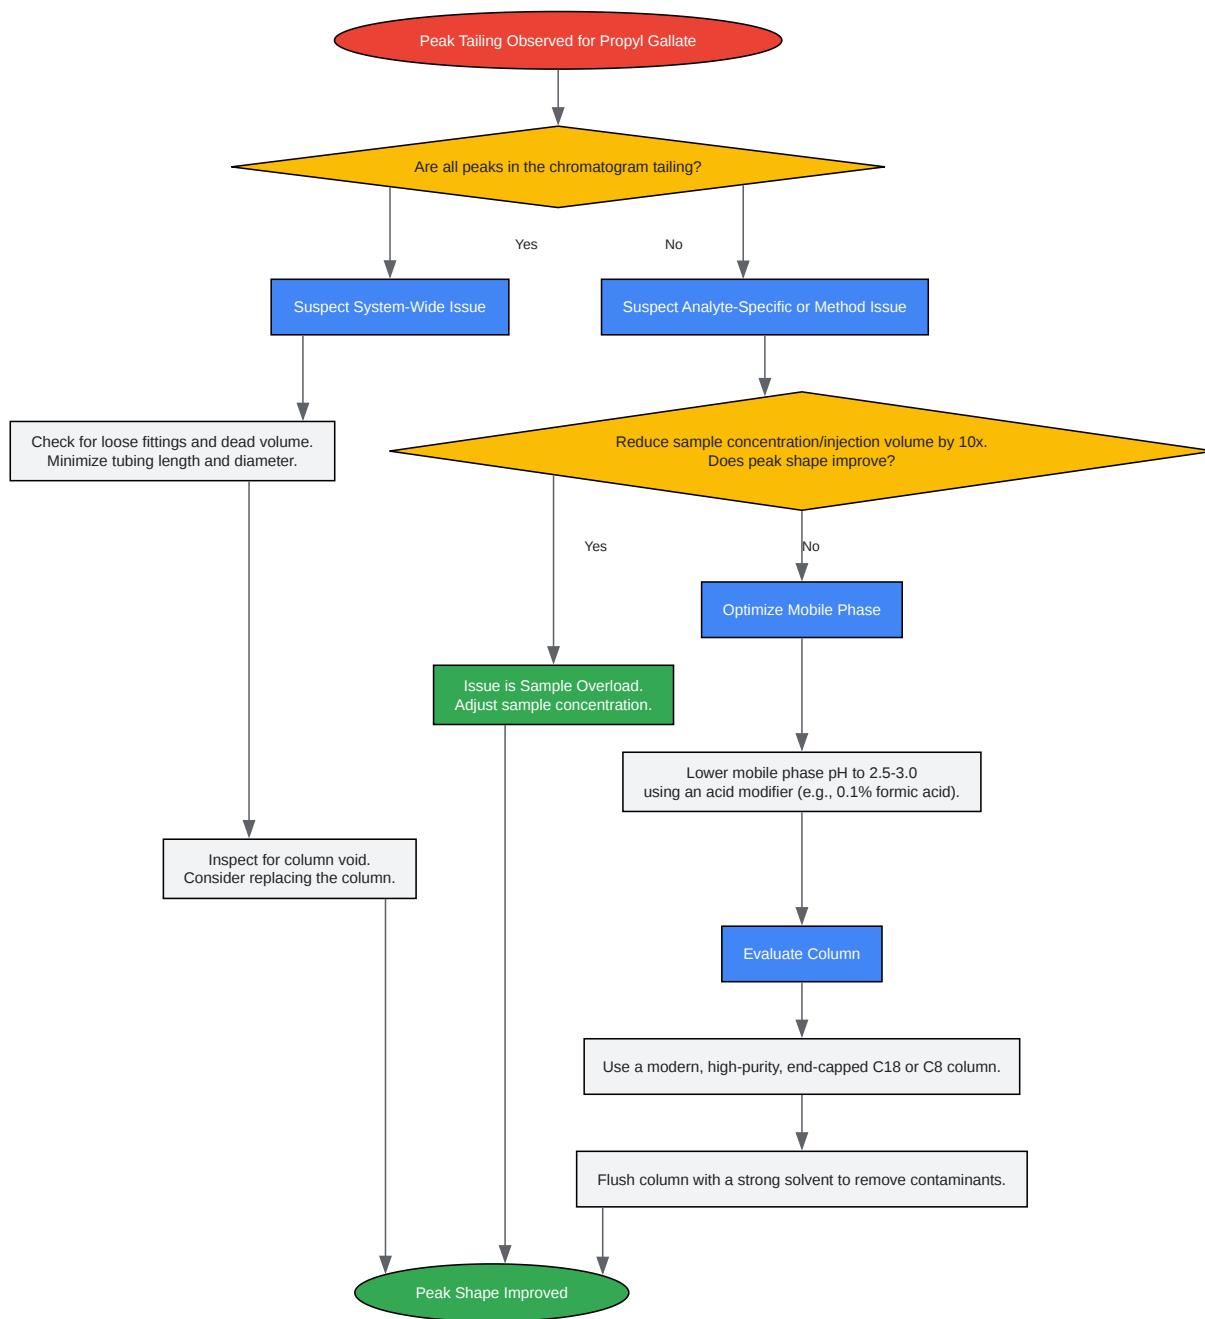 Peak Tailing Observed for Propyl Gallate
Are all peaks in the chromatogram tailing?
Yes
No
Suspect System-Wide Issue
Suspect Analyte-Specific or Method Issue
Check for loose fittings and dead volume.
Minimize tubing length and diameter.
Reduce sample concentration/injection volume by 10x.
Does peak shape improve?
Yes
No
Optimize Mobile Phase
Issue is Sample Overload.
Adjust sample concentration.
Lower mobile phase pH to 2.5-3.0
using an acid modifier (e.g., 0.1% formic acid).
Inspect for column void.
Consider replacing the column.
Evaluate Column
Use a modern, high-purity, end-capped C18 or C8 column.
Flush column with a strong solvent to remove contaminants.
Peak Shape Improved